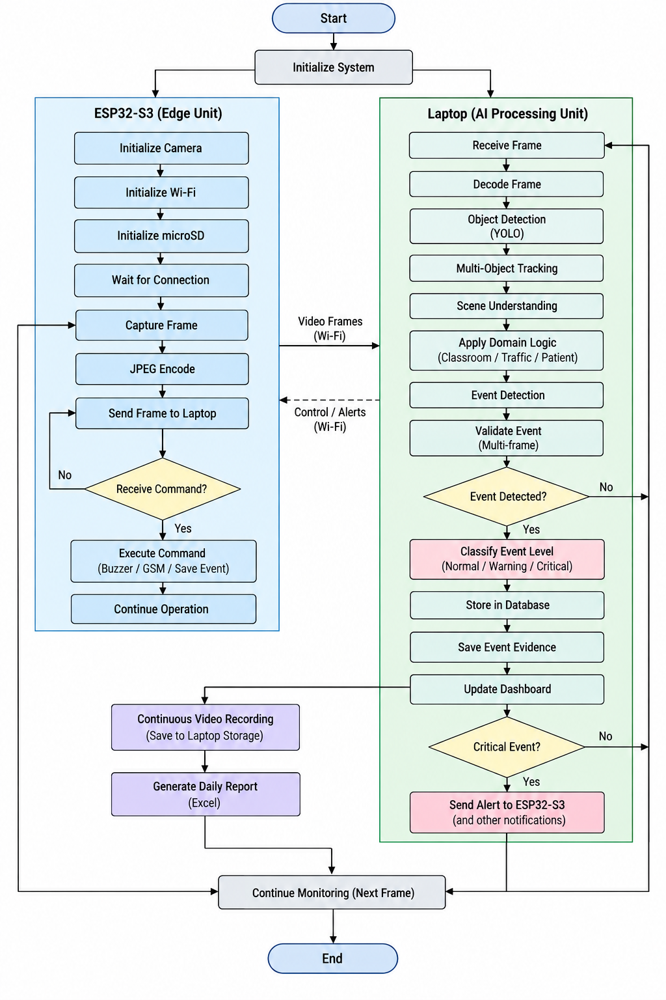 Start
Initialize System
ESP32-S3 (Edge Unit)
Initialize Camera
Initialize Wi-Fi
Initialize microSD
Wait for Connection
Capture Frame
JPEG Encode
Send Frame to Laptop
No
Receive Command?
Yes
Execute Command
(Buzzer / GSM / Save Event)
Continue Operation
Video Frames
(Wi-Fi)
Control / Alerts
(Wi-Fi)
Laptop (AI Processing Unit)
Receive Frame
Decode Frame
Object Detection
(YOLO)
Multi-Object Tracking
Scene Understanding
Apply Domain Logic
(Classroom / Traffic / Patient)
Event Detection
Validate Event
(Multi-frame)
Event Detected?
No
Yes
Classify Event Level
(Normal / Warning / Critical)
Store in Database
Save Event Evidence
Update Dashboard
Critical Event?
No
Yes
Send Alert to ESP32-S3
(and other notifications)
Continuous Video Recording
(Save to Laptop Storage)
Generate Daily Report
(Excel)
Continue Monitoring (Next Frame)
End